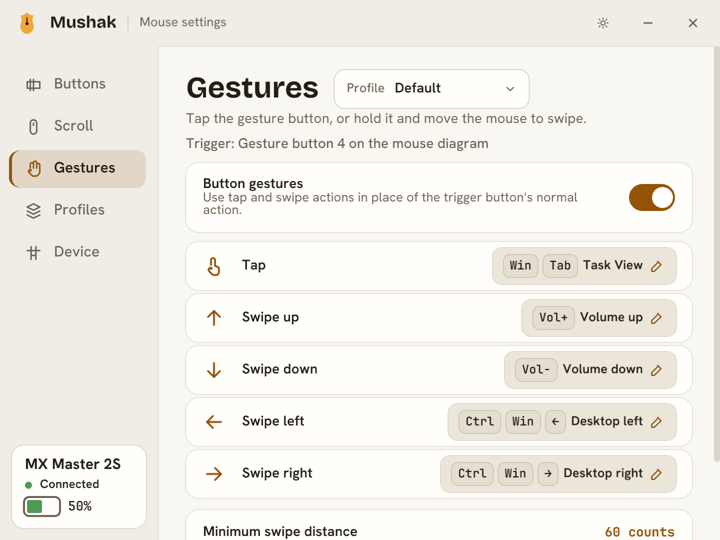 Mushak
Mouse settings
Buttons
Scroll
Gestures
Profiles
Device
MX Master 2S
Connected
50%
Gestures
Profile Default
Tap the gesture button, or hold it and move the mouse to swipe.
Trigger: Gesture button 4 on the mouse diagram
Button gestures
Use tap and swipe actions in place of the trigger button's normal
action.
Tap
Win Tab Task View
Swipe up
Vol+ Volume up
Swipe down
Vol- Volume down
Swipe left
Ctrl Win ← Desktop left
Swipe right
Ctrl Win → Desktop right
Minimum swipe distance
60 counts